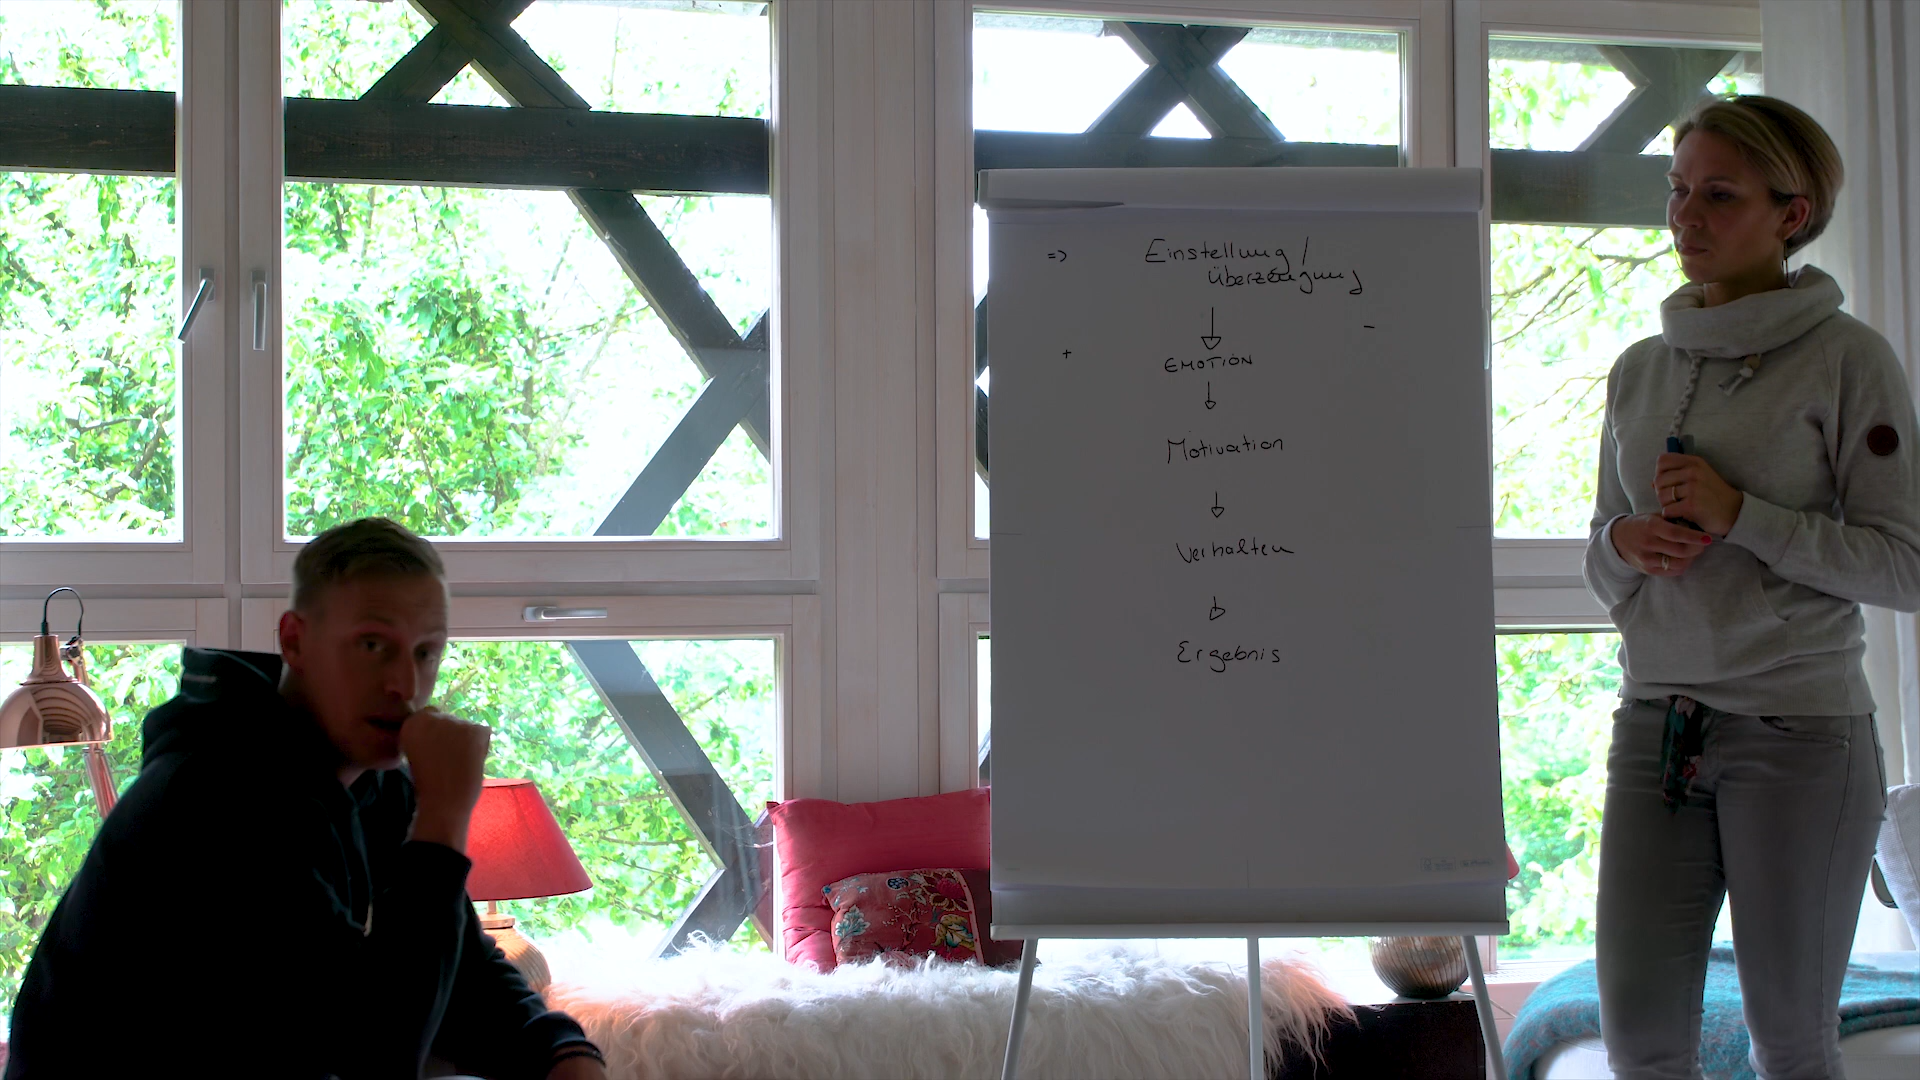 => Einstellung /
Überzeugung
-
+
EMOTION
Motivation
Verhalten
Ergebnis